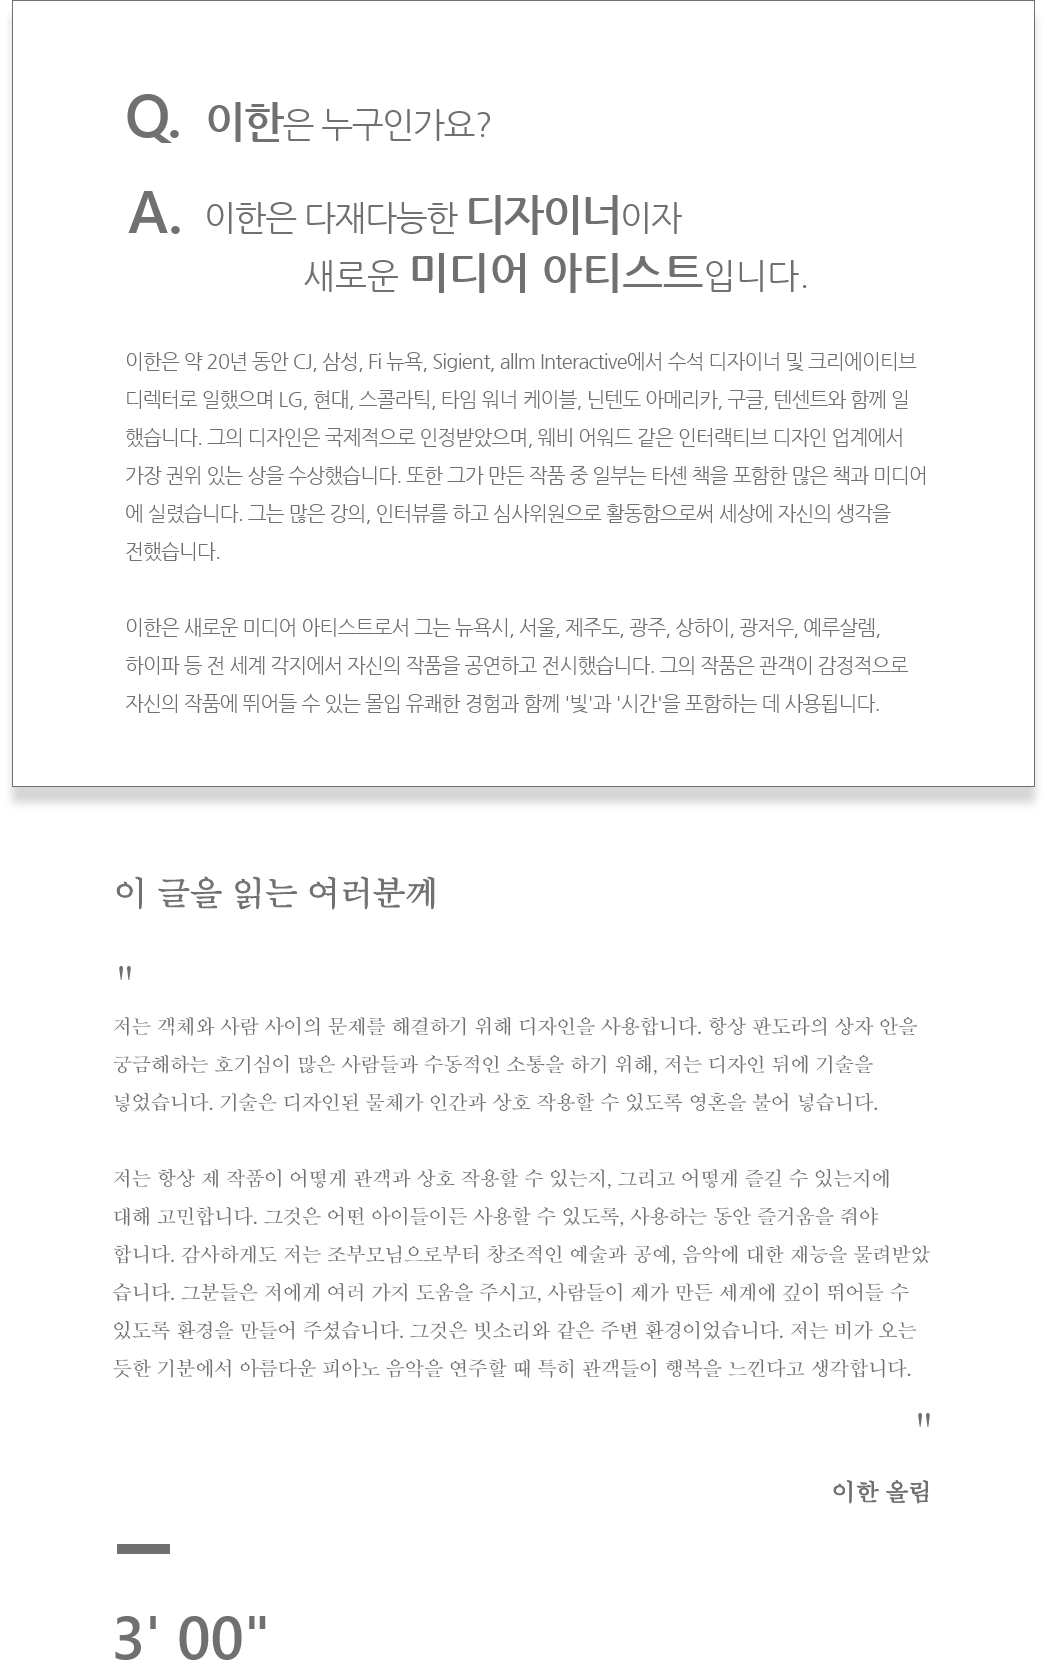 Q. 이한은 누구인가요?
A. 이한은 다재다능한 디자이너이자
새로운 미디어 아티스트입니다.
이한은 약 20년 동안 CJ, 삼성, Fi 뉴욕, Sigient, allm Interactive에서 수석 디자이너 및 크리에이티브
디렉터로 일했으며 LG, 현대, 스콜라틱, 타임 워너 케이블, 닌텐도 아메리카, 구글, 텐센트와 함께 일
했습니다. 그의 디자인은 국제적으로 인정받았으며, 웨비 어워드 같은 인터랙티브 디자인 업계에서
가장 권위 있는 상을 수상했습니다. 또한 그가 만든 작품 중 일부는 타셴 책을 포함한 많은 책과 미디어
에 실렸습니다. 그는 많은 강의, 인터뷰를 하고 심사위원으로 활동함으로써 세상에 자신의 생각을
전했습니다.
이한은 새로운 미디어 아티스트로서 그는 뉴욕시, 서울, 제주도, 광주, 상하이, 광저우, 예루살렘,
하이파 등 전 세계 각지에서 자신의 작품을 공연하고 전시했습니다. 그의 작품은 관객이 감정적으로
자신의 작품에 뛰어들 수 있는 몰입 유쾌한 경험과 함께 '빛'과 '시간'을 포함하는 데 사용됩니다.
이 글을 읽는 여러분께
"
저는 객체와 사람 사이의 문제를 해결하기 위해 디자인을 사용합니다. 항상 판도라의 상자 안을
궁금해하는 호기심이 많은 사람들과 수동적인 소통을 하기 위해, 저는 디자인 뒤에 기술을
넣었습니다. 기술은 디자인된 물체가 인간과 상호 작용할 수 있도록 영혼을 불어 넣습니다.
저는 항상 제 작품이 어떻게 관객과 상호 작용할 수 있는지, 그리고 어떻게 즐길 수 있는지에
대해 고민합니다. 그것은 어떤 아이들이든 사용할 수 있도록, 사용하는 동안 즐거움을 줘야
합니다. 감사하게도 저는 조부모님으로부터 창조적인 예술과 공예, 음악에 대한 재능을 물려받았
습니다. 그분들은 저에게 여러 가지 도움을 주시고, 사람들이 제가 만든 세계에 깊이 뛰어들 수
있도록 환경을 만들어 주셨습니다. 그것은 빗소리와 같은 주변 환경이었습니다. 저는 비가 오는
듯한 기분에서 아름다운 피아노 음악을 연주할 때 특히 관객들이 행복을 느낀다고 생각합니다.
"
이한 올림
3' 00"